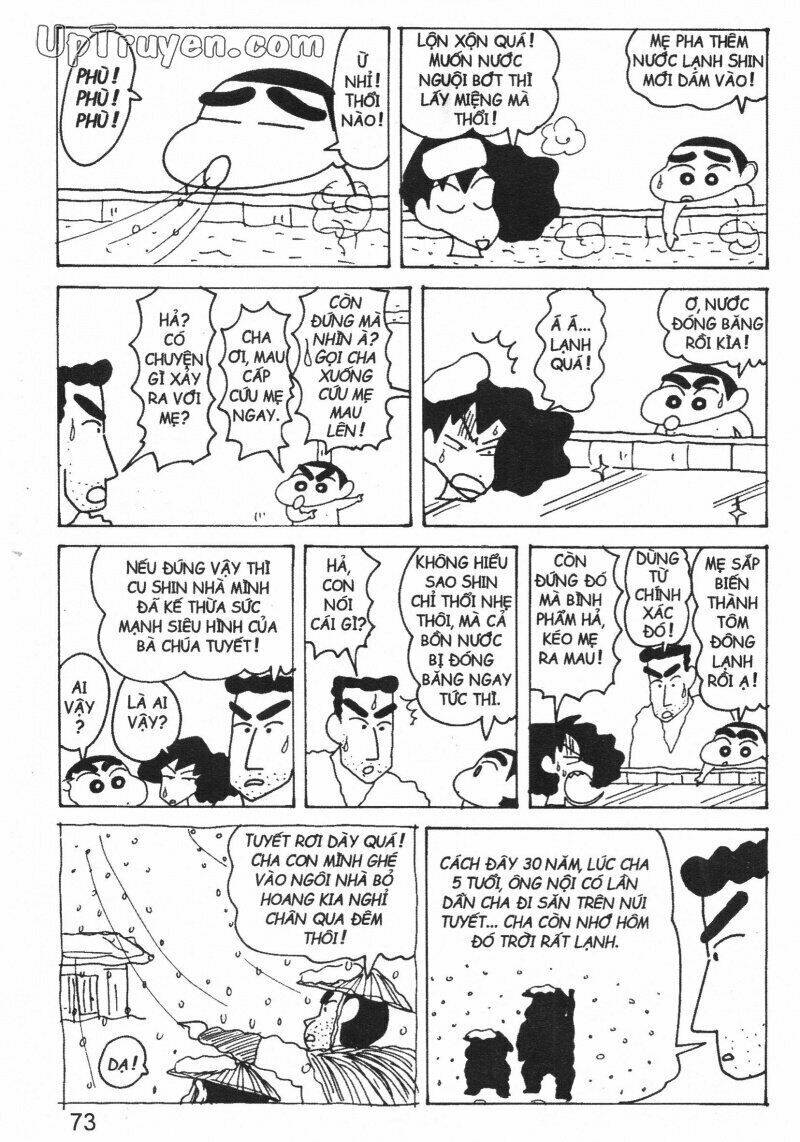 UpTruyen.com
MẸ PHA THÊM
NƯỚC LẠNH SHIN
MỚI DÁM VÀO!
LỘN XỘN QUÁ!
MUỐN NƯỚC
NGUỘI BỚT THÌ
LẤY MIỆNG MÀ
THỔI!
Ừ
NHỈ!
THỔI
NÀO!
PHÙ!
PHÙ!
PHÙ!
Ơ, NƯỚC
ĐÓNG BĂNG
RỒI KÌA!
Á Á...
LẠNH
QUÁ!
CÒN
ĐỨNG MÀ
NHÌN À?
GỌI CHA
XUỐNG
CỨU MẸ
MAU
LÊN!
CHA
ƠI, MAU
CẤP
CỨU MẸ
NGAY.
HẢ?
CÓ
CHUYỆN
GÌ XẢY
RA VỚI
MẸ?
MẸ SẮP
BIẾN
THÀNH
TÔM
ĐÔNG
LẠNH
RỒI Ạ!
DÙNG
TỪ
CHÍNH
XÁC
ĐÓ!
CÒN
ĐỨNG ĐÓ
MÀ BÌNH
PHẨM HẢ,
KÉO MẸ
RA MAU!
KHÔNG HIỂU
SAO SHIN
CHỈ THỔI NHẸ
THÔI, MÀ CẢ
BỒN NƯỚC
BỊ ĐÓNG
BĂNG NGAY
TỨC THÌ.
HẢ,
CON
NÓI
CÁI GÌ?
NẾU ĐÚNG VẬY THÌ
CU SHIN NHÀ MÌNH
ĐÃ KẾ THỪA SỨC
MẠNH SIÊU HÌNH CỦA
BÀ CHÚA TUYẾT!
LÀ AI
VẬY?
AI
VẬY
?
CÁCH ĐÂY 30 NĂM, LÚC CHA
5 TUỔI, ÔNG NỘI CÓ LẦN
DẪN CHA ĐI SĂN TRÊN NÚI
TUYẾT... CHA CÒN NHỚ HÔM
ĐÓ TRỜI RẤT LẠNH.
TUYẾT RƠI DÀY QUÁ!
CHA CON MÌNH GHÉ
VÀO NGÔI NHÀ BỎ
HOANG KIA NGHỈ
CHÂN QUA ĐÊM
THÔI!
DẠ!
73